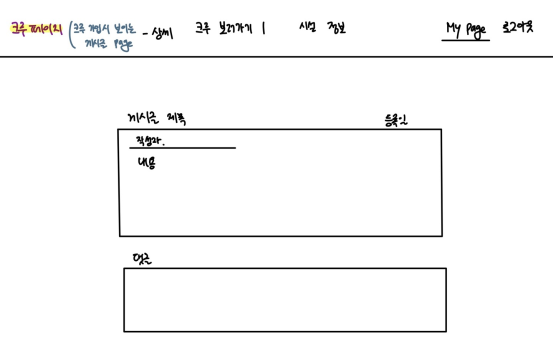 크루 페이지 (크루 가입시 보이는 게시글 page - 상세
크루 보러가기 |
시설 정보
My page
로그아웃
게시글 제목
등록일
작성자.
내용
댓글